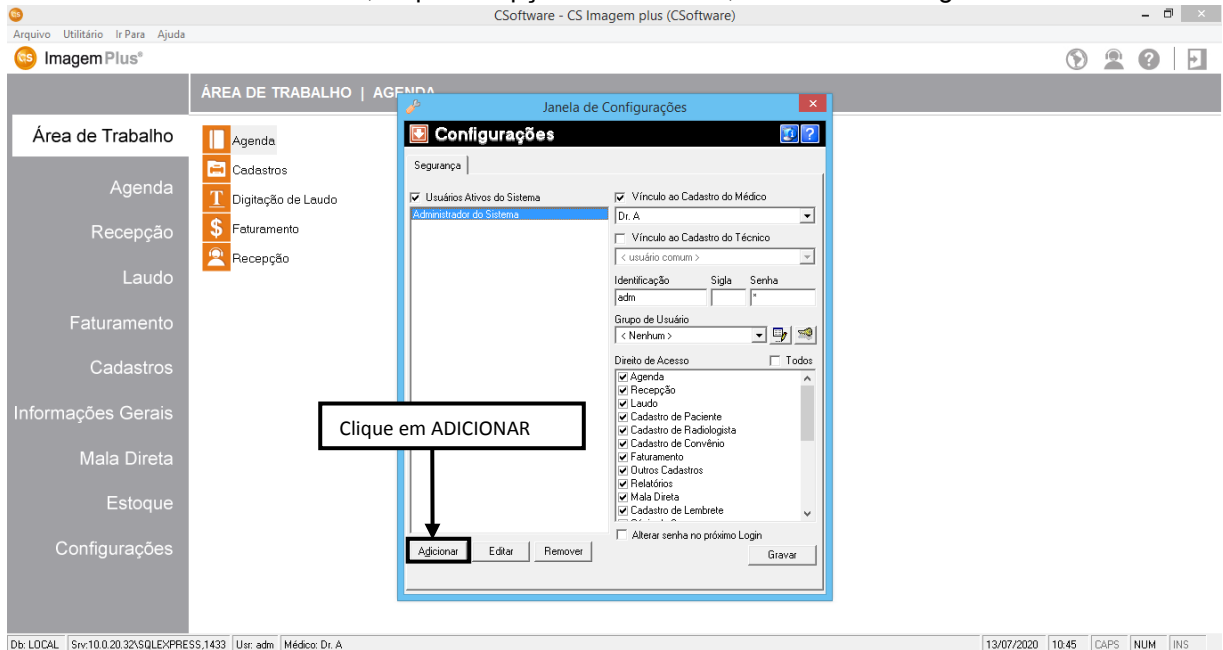 CSoftware - CS Imagem plus (CSoftware)
Arquivo Utilitário Ir Para Ajuda
CS ImagemPlus®
ÁREA DE TRABALHO | AGENDA
Área de Trabalho
Agenda
Recepção
Laudo
Faturamento
Cadastros
Informações Gerais
Mala Direta
Estoque
Configurações
Agenda
Cadastros
Digitação de Laudo
Faturamento
Recepção
Janela de Configurações
Configurações
Segurança
Usuários Ativos do Sistema
Administrador do Sistema
Vínculo ao Cadastro do Médico
Dr. A
Vínculo ao Cadastro do Técnico
< usuário comum >
Identificação Sigla Senha
adm *
Grupo de Usuário
< Nenhum >
Direito de Acesso Todos
Agenda
Recepção
Laudo
Cadastro de Paciente
Cadastro de Radiologista
Cadastro de Convênio
Faturamento
Outros Cadastros
Relatórios
Mala Direta
Cadastro de Lembrete
Alterar senha no próximo Login
Clique em ADICIONAR
Adicionar Editar Remover
Gravar
Db: LOCAL Srv:10.0.20.32\SQLEXPRESS,1433 Usr: adm Médico: Dr. A 13/07/2020 10:45 CAPS NUM INS